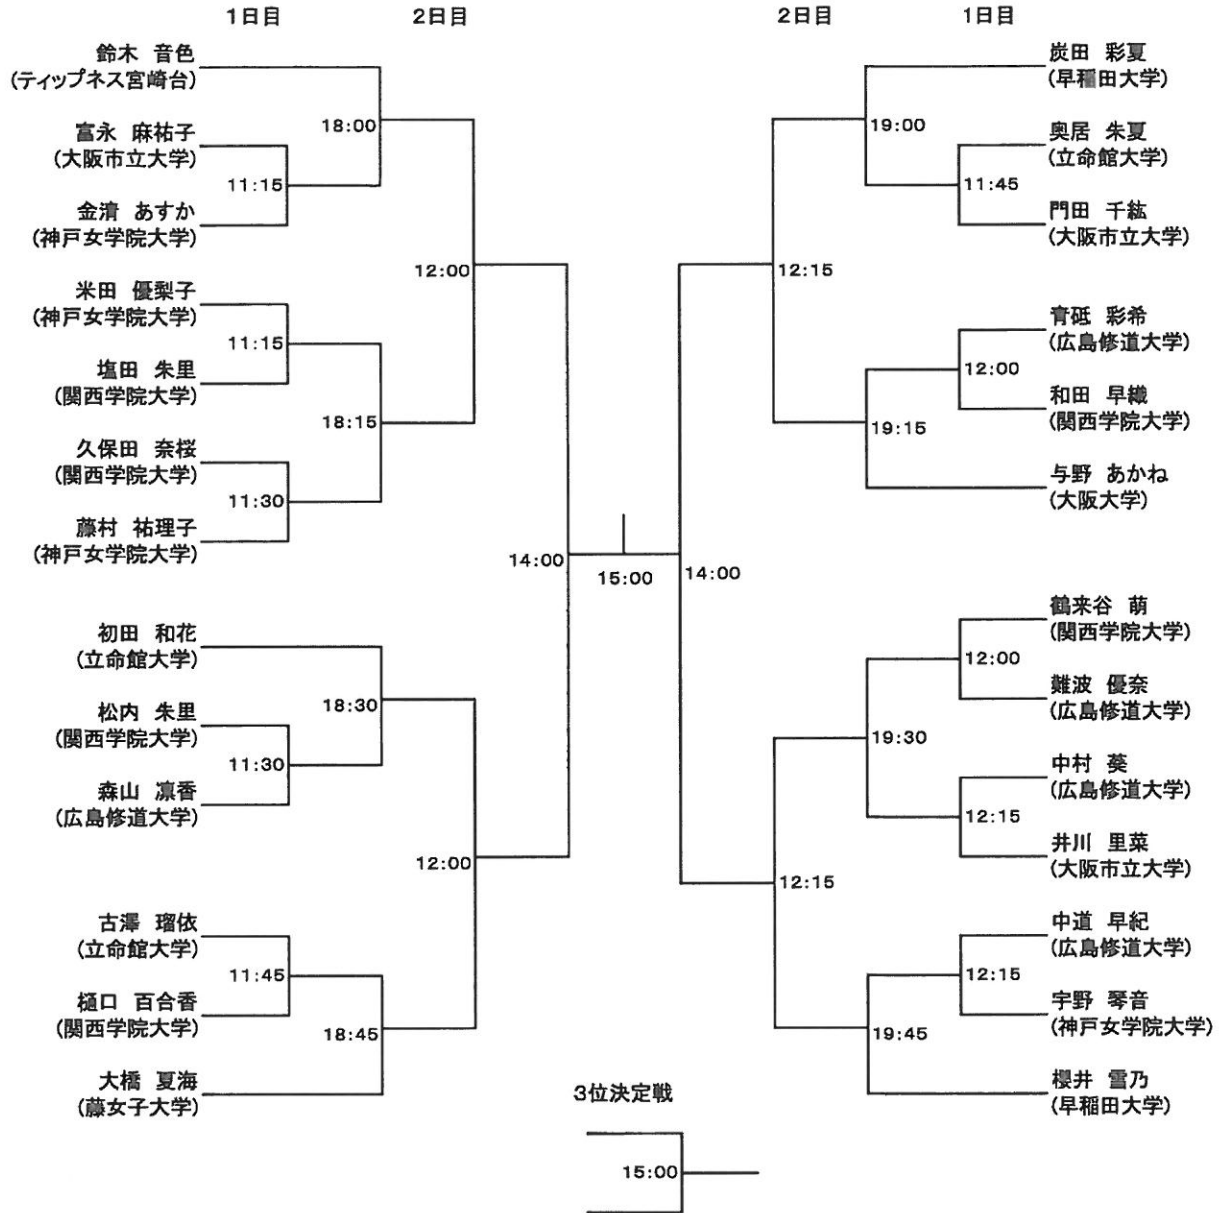 1日目 2日目 2日目 1日目
鈴木 音色
(ティップネス宮崎台)
18:00
富永 麻祐子
(大阪市立大学)
11:15
金清 あすか
(神戸女学院大学)
12:00
米田 優梨子
(神戸女学院大学)
11:15
塩田 朱里
(関西学院大学)
18:15
久保田 奈桜
(関西学院大学)
11:30
藤村 祐理子
(神戸女学院大学)
14:00
初田 和花
(立命館大学)
18:30
松内 朱里
(関西学院大学)
11:30
森山 凛香
(広島修道大学)
12:00
古澤 瑠依
(立命館大学)
11:45
樋口 百合香
(関西学院大学)
18:45
大橋 夏海
(藤女子大学)
15:00
炭田 彩夏
(早稲田大学)
19:00
奥居 朱夏
(立命館大学)
11:45
門田 千紘
(大阪市立大学)
12:15
青砥 彩希
(広島修道大学)
12:00
和田 早織
(関西学院大学)
19:15
与野 あかね
(大阪大学)
14:00
鶴来谷 萌
(関西学院大学)
12:00
難波 優奈
(広島修道大学)
19:30
中村 葵
(広島修道大学)
12:15
井川 里菜
(大阪市立大学)
12:15
中道 早紀
(広島修道大学)
12:15
宇野 琴音
(神戸女学院大学)
19:45
櫻井 雪乃
(早稲田大学)
3位決定戦
15:00